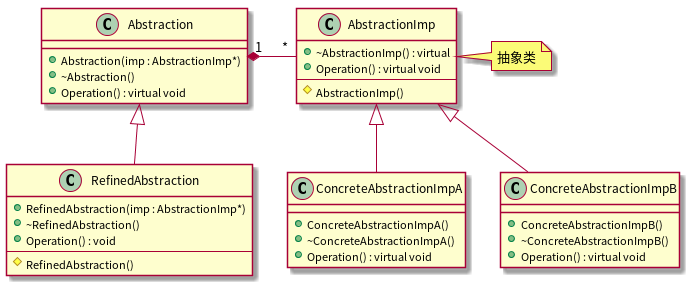 C Abstraction
Abstraction(imp : AbstractionImp*)
~Abstraction()
Operation() : virtual void
1
*
C AbstractionImp
~AbstractionImp() : virtual
Operation() : virtual void
AbstractionImp()
抽象类
C RefinedAbstraction
RefinedAbstraction(imp : AbstractionImp*)
~RefinedAbstraction()
Operation() : void
RefinedAbstraction()
C ConcreteAbstractionImpA
ConcreteAbstractionImpA()
~ConcreteAbstractionImpA()
Operation() : virtual void
C ConcreteAbstractionImpB
ConcreteAbstractionImpB()
~ConcreteAbstractionImpB()
Operation() : virtual void